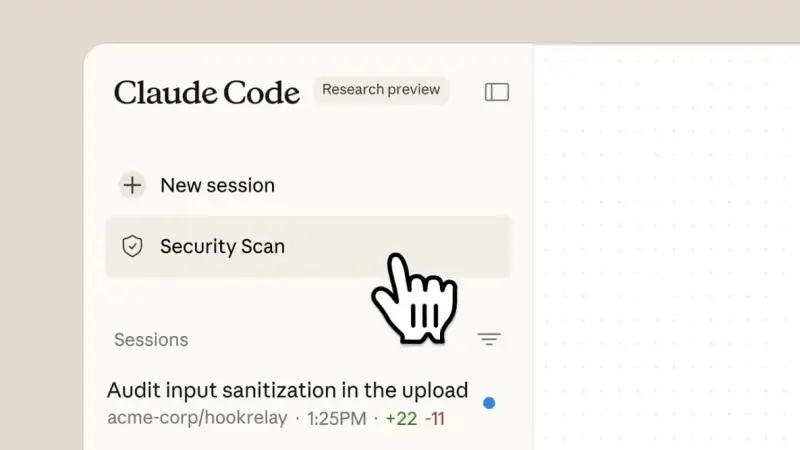 Claude Code
Research preview
New session
Security Scan
Sessions
Audit input sanitization in the upload
acme-corp/hookrelay · 1:25PM · +22 -11